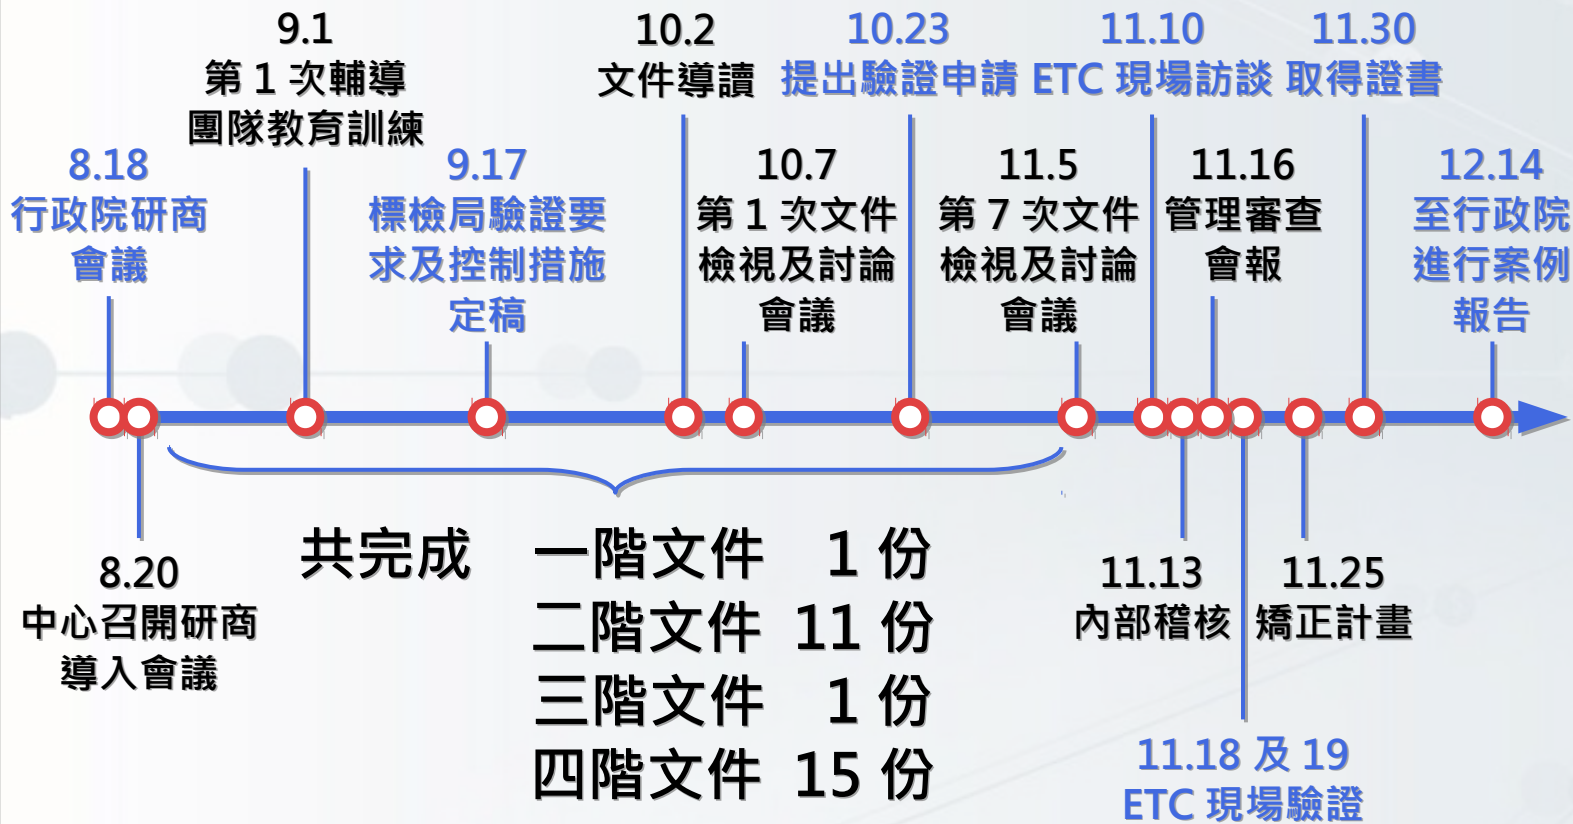 8.18
行政院研商
會議
8.20
中心召開研商
導入會議
9.1
第 1 次輔導
團隊教育訓練
9.17
標檢局驗證要
求及控制措施
定稿
10.2
文件導讀
10.7
第 1 次文件
檢視及討論
會議
10.23
提出驗證申請
11.5
第 7 次文件
檢視及討論
會議
11.10
ETC 現場訪談
11.13
內部稽核
11.16
管理審查
會報
11.18 及 19
ETC 現場驗證
11.25
矯正計畫
11.30
取得證書
12.14
至行政院
進行案例
報告
共完成 一階文件 1 份
二階文件 11 份
三階文件 1 份
四階文件 15 份